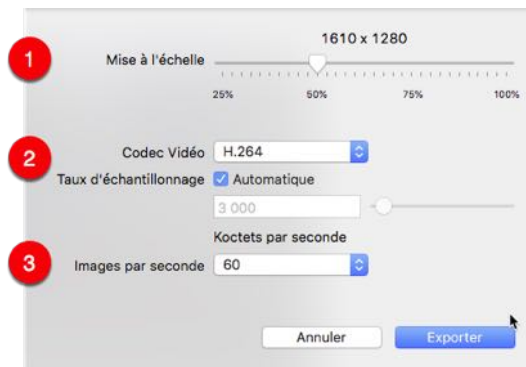 1610 x 1280
1
Mise à l'échelle
25%
50%
75%
100%
2
Codec Vidéo
H.264
Taux d'échantillonnage
Automatique
3 000
Koctets par seconde
3
Images par seconde
60
Annuler
Exporter